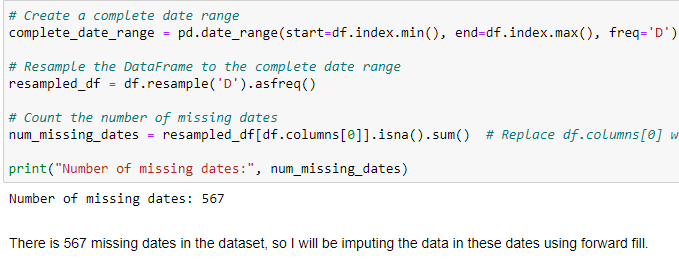 # Create a complete date range
complete_date_range = pd.date_range(start=df.index.min(), end=df.index.max(), freq='D')
# Resample the DataFrame to the complete date range
resampled_df = df.resample('D').asfreq()
# Count the number of missing dates
num_missing_dates = resampled_df[df.columns[0]].isna().sum()  # Replace df.columns[0] w
print("Number of missing dates:", num_missing_dates)
Number of missing dates: 567
There is 567 missing dates in the dataset, so I will be imputing the data in these dates using forward fill.